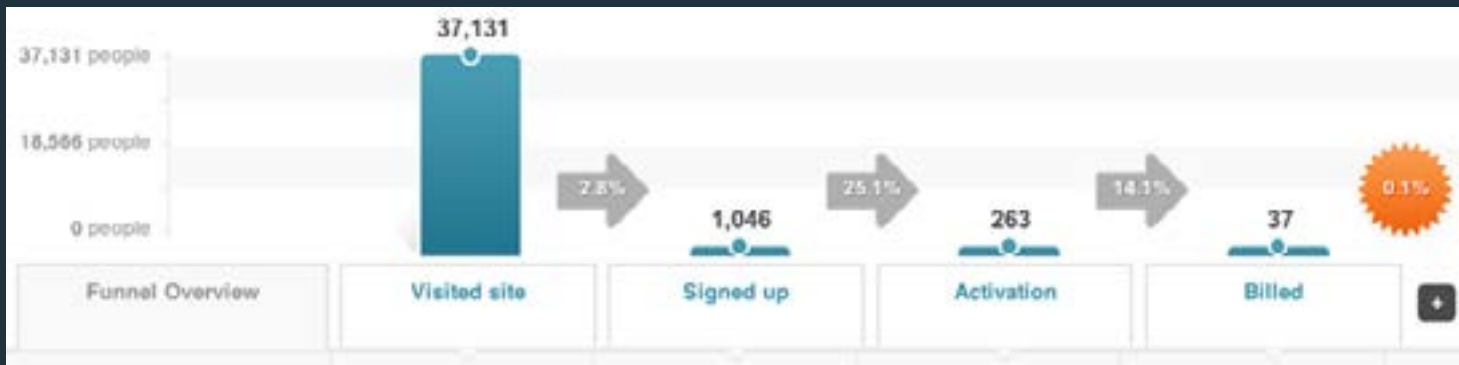 37,131
37,131 people
18,566 people
2.8%
25.1%
14.1%
0.1%
1,046
263
37
0 people
Funnel Overview
Visited site
Signed up
Activation
Billed
+